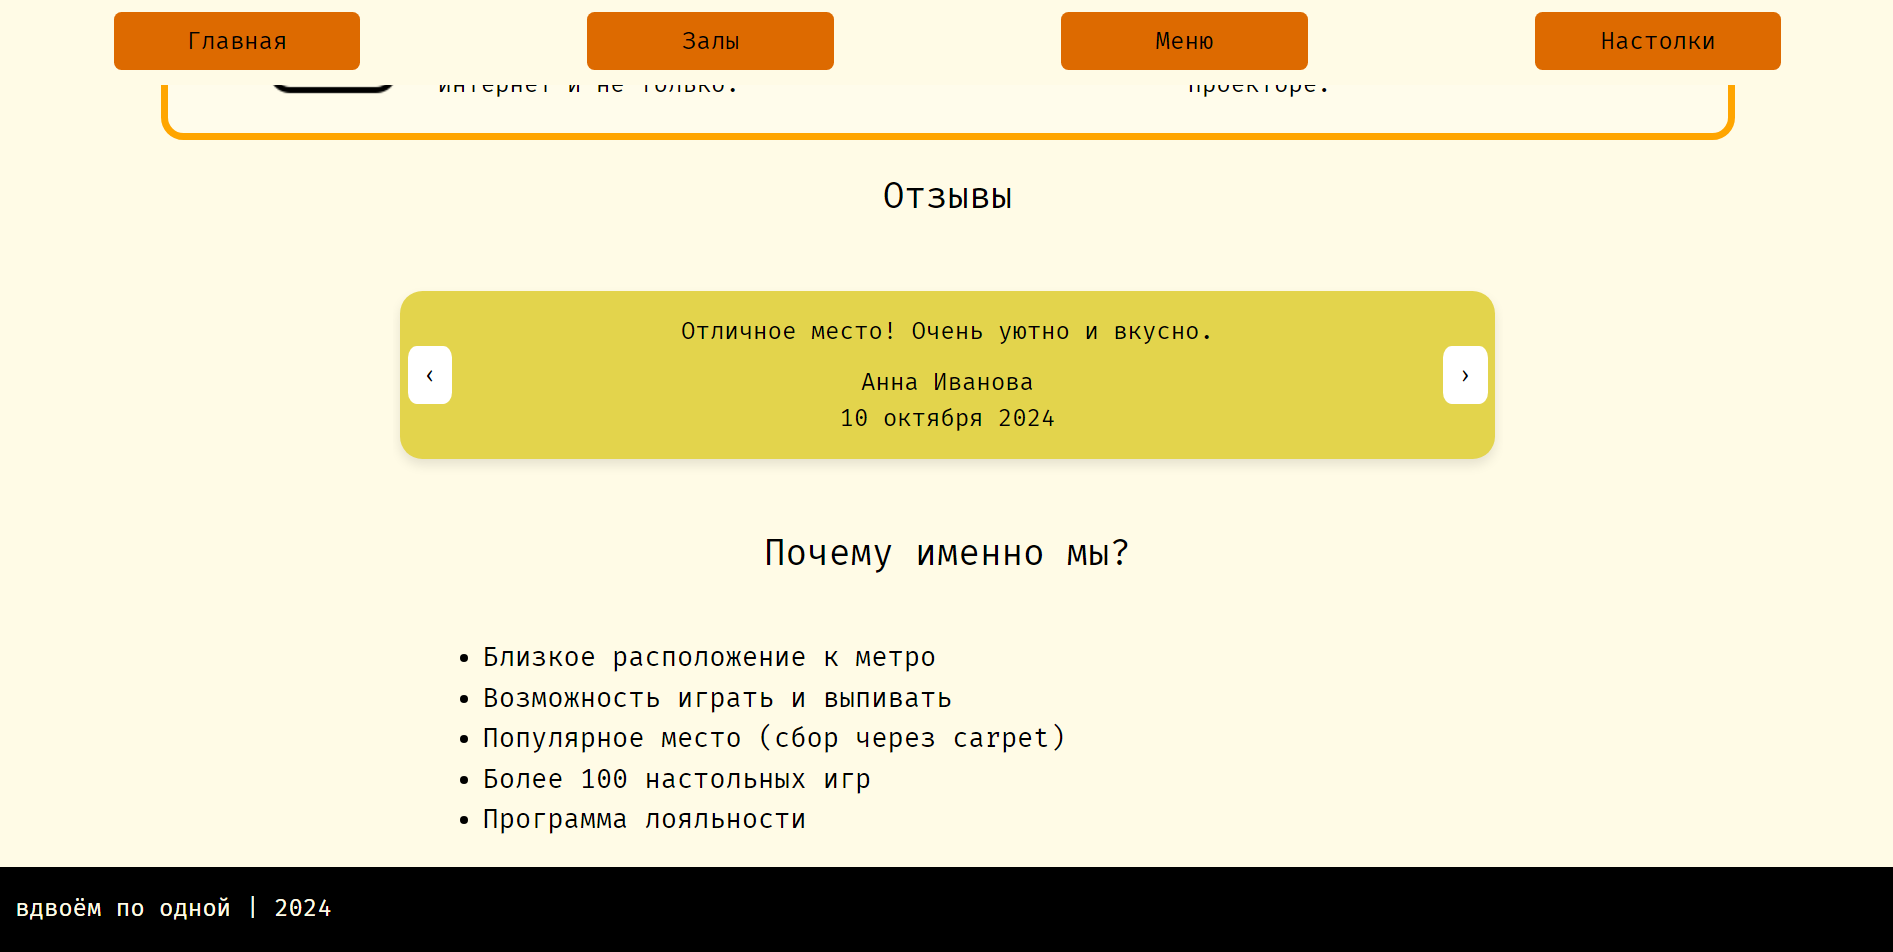 Главная
Залы
Меню
Настолки
Интернет и не только.
проекторе.
Отзывы
Отличное место! Очень уютно и вкусно.
‹
›
Анна Иванова
10 октября 2024
Почему именно мы?
• Близкое расположение к метро
• Возможность играть и выпивать
• Популярное место (сбор через carpet)
• Более 100 настольных игр
• Программа лояльности
вдвоём по одной | 2024